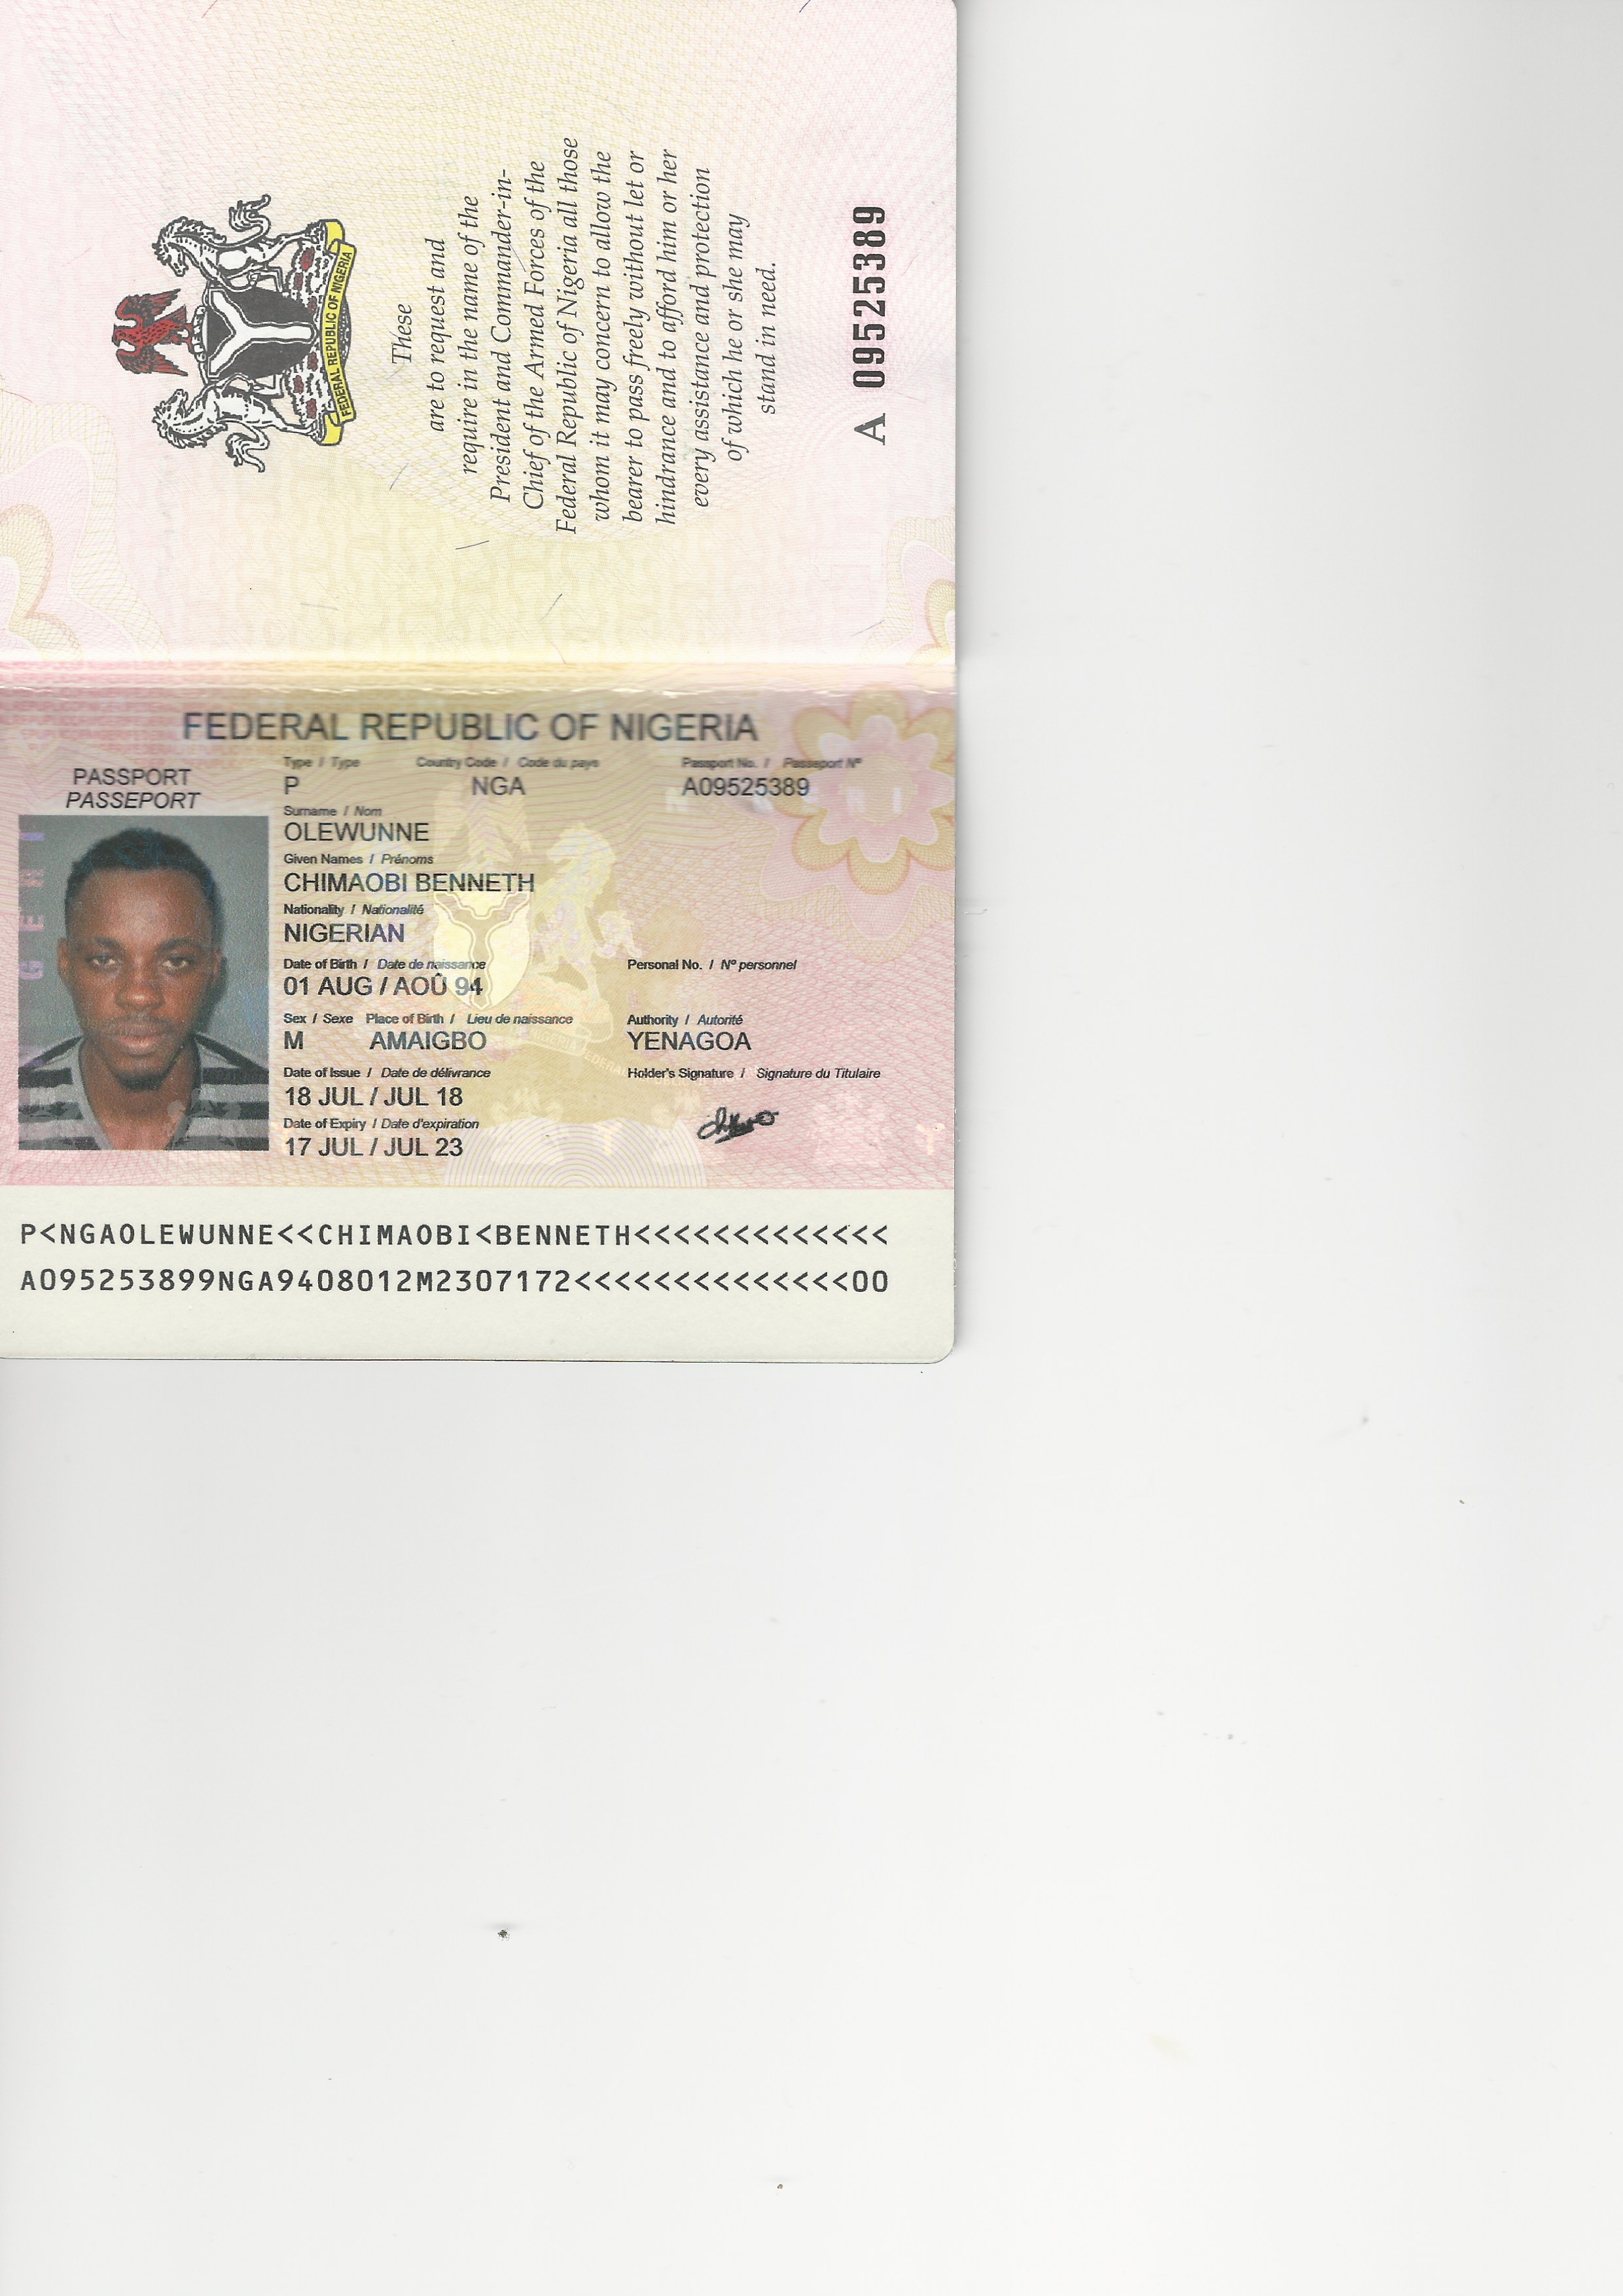 FEDERAL REPUBLIC OF NIGERIA
These
are to request and
require in the name of the
President and Commander-in-
Chief of the Armed Forces of the
Federal Republic of Nigeria all those
whom it may concern to allow the
bearer to pass freely without let or
hindrance and to afford him or her
every assistance and protection
of which he or she may
stand in need.
A 09525389
FEDERAL REPUBLIC OF NIGERIA
PASSPORT
PASSEPORT
Type / Type Country Code / Code du pays Passport No. / Passeport Nº
P NGA A09525389
Surname / Nom
OLEWUNNE
Given Names / Prénoms
CHIMAOBI BENNETH
Nationality / Nationalité
NIGERIAN
Date of Birth / Date de naissance Personal No. / Nº personnel
01 AUG / AOÛ 94
Sex / Sexe Place of Birth / Lieu de naissance Authority / Autorité
M AMAIGBO YENAGOA
Date of Issue / Date de délivrance Holder's Signature / Signature du Titulaire
18 JUL / JUL 18
Date of Expiry / Date d'expiration
17 JUL / JUL 23
P<NGAOLEWUNNE<<CHIMAOBI<BENNETH<<<<<<<<<<<<<
A095253899NGA9408012M2307172<<<<<<<<<<<<<<00